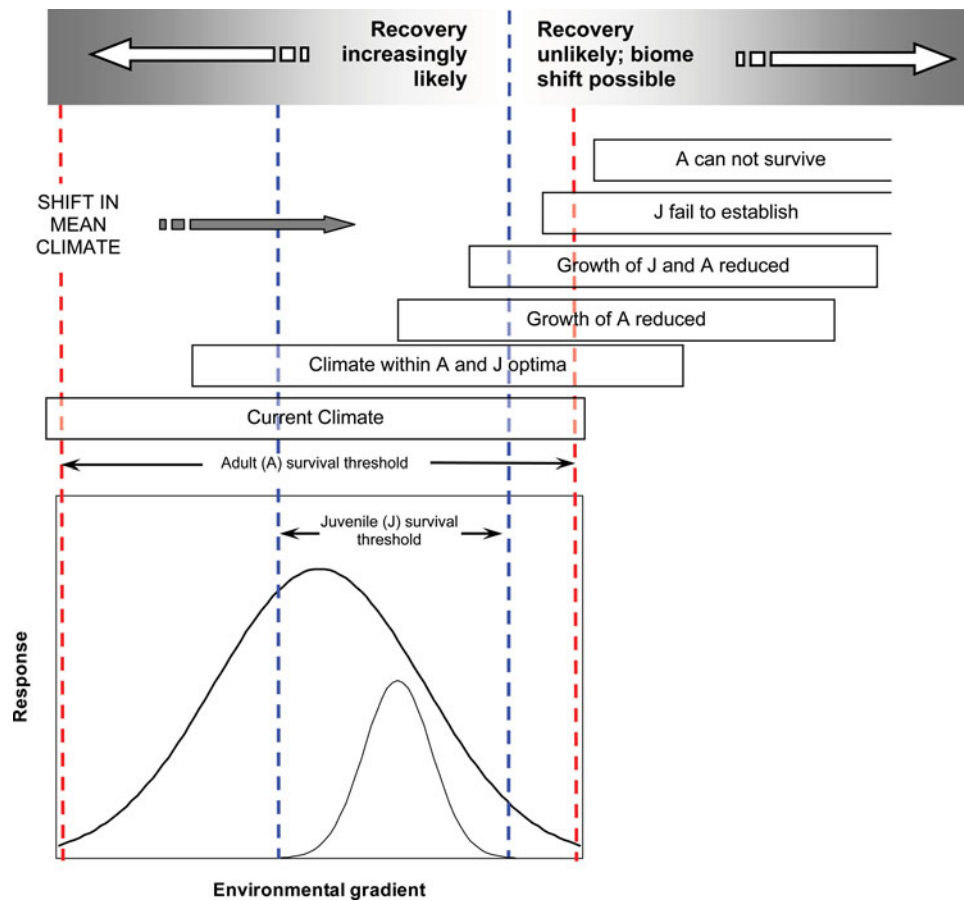 Recovery
increasingly
likely
Recovery
unlikely; biome
shift possible
A can not survive
SHIFT IN
MEAN
CLIMATE
J fail to establish
Growth of J and A reduced
Growth of A reduced
Climate within A and J optima
Current Climate
Adult (A) survival threshold
Juvenile (J) survival
threshold
Response
Environmental gradient